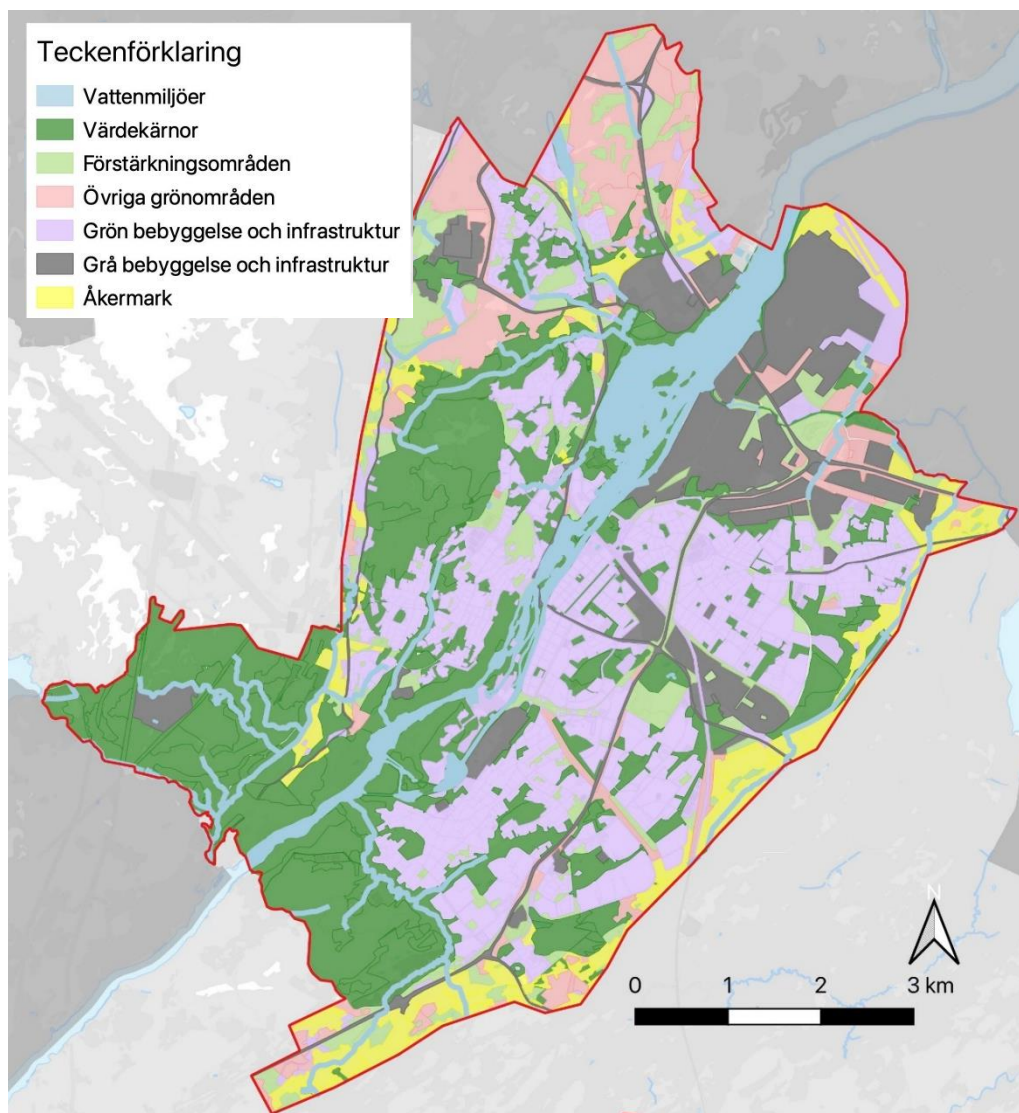 Teckenförklaring
Vattenmiljöer
Värdekärnor
Förstärkningsområden
Övriga grönområden
Grön bebyggelse och infrastruktur
Grå bebyggelse och infrastruktur
Åkermark
N
0 1 2 3 km